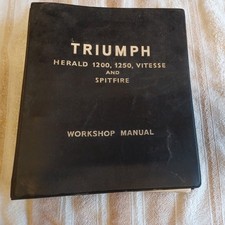 TRIUMPH
HERALD 1200, 1250, VITESSE
AND
SPITFIRE
WORKSHOP MANUAL